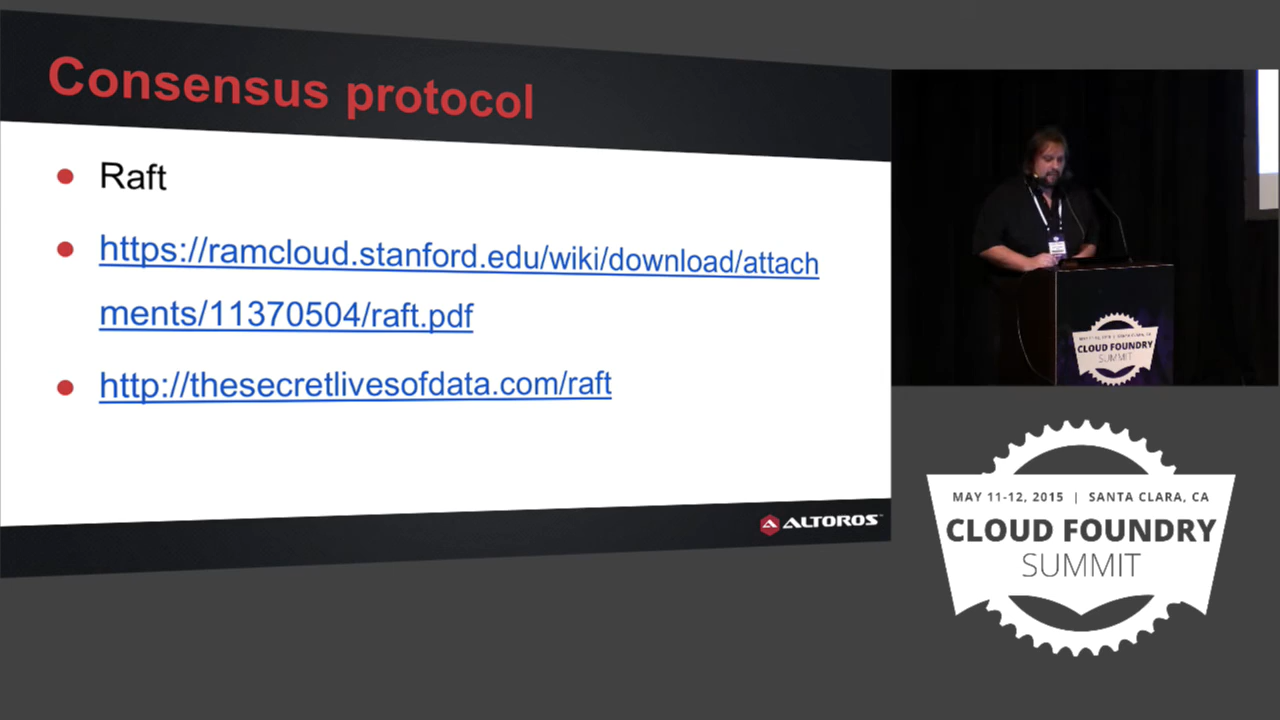 Consensus protocol
Raft
https://ramcloud.stanford.edu/wiki/download/attach
ments/11370504/raft.pdf
http://thesecretlivesofdata.com/raft
ALTOROS
CLOUD FOUNDRY
SUMMIT
MAY 11-12, 2015 | SANTA CLARA, CA
CLOUD FOUNDRY
SUMMIT